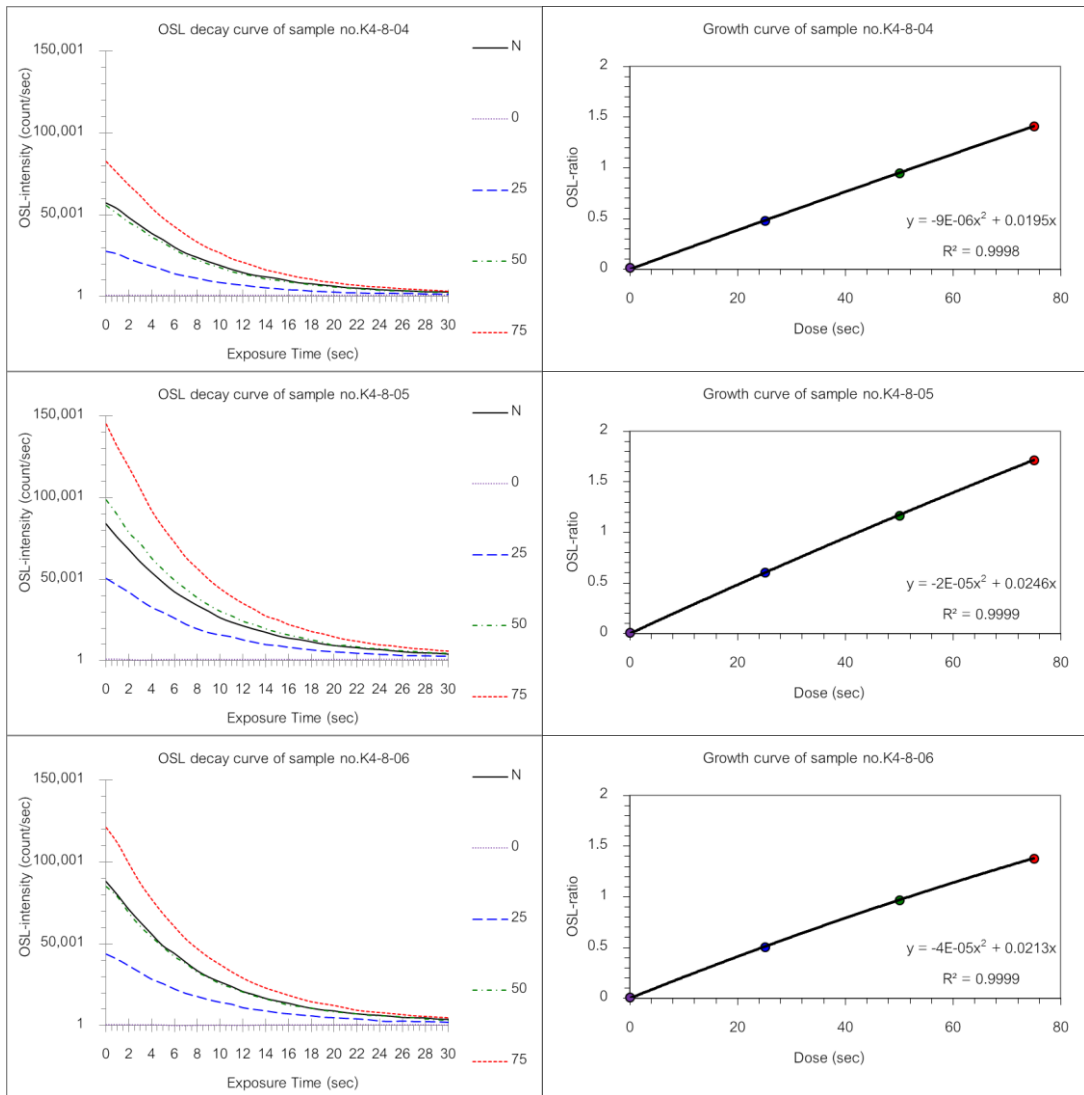 OSL decay curve of sample no.K4-8-04
OSL-intensity (count/sec)
150,001
100,001
50,001
1
0 2 4 6 8 10 12 14 16 18 20 22 24 26 28 30
Exposure Time (sec)
N
0
25
50
75
Growth curve of sample no.K4-8-04
OSL-ratio
2
1.5
1
0.5
0
0 20 40 60 80
Dose (sec)
y = -9E-06x² + 0.0195x
R² = 0.9998
OSL decay curve of sample no.K4-8-05
OSL-intensity (count/sec)
150,001
100,001
50,001
1
0 2 4 6 8 10 12 14 16 18 20 22 24 26 28 30
Exposure Time (sec)
N
0
25
50
75
Growth curve of sample no.K4-8-05
OSL-ratio
2
1.5
1
0.5
0
0 20 40 60 80
Dose (sec)
y = -2E-05x² + 0.0246x
R² = 0.9999
OSL decay curve of sample no.K4-8-06
OSL-intensity (count/sec)
150,001
100,001
50,001
1
0 2 4 6 8 10 12 14 16 18 20 22 24 26 28 30
Exposure Time (sec)
N
0
25
50
75
Growth curve of sample no.K4-8-06
OSL-ratio
2
1.5
1
0.5
0
0 20 40 60 80
Dose (sec)
y = -4E-05x² + 0.0213x
R² = 0.9999